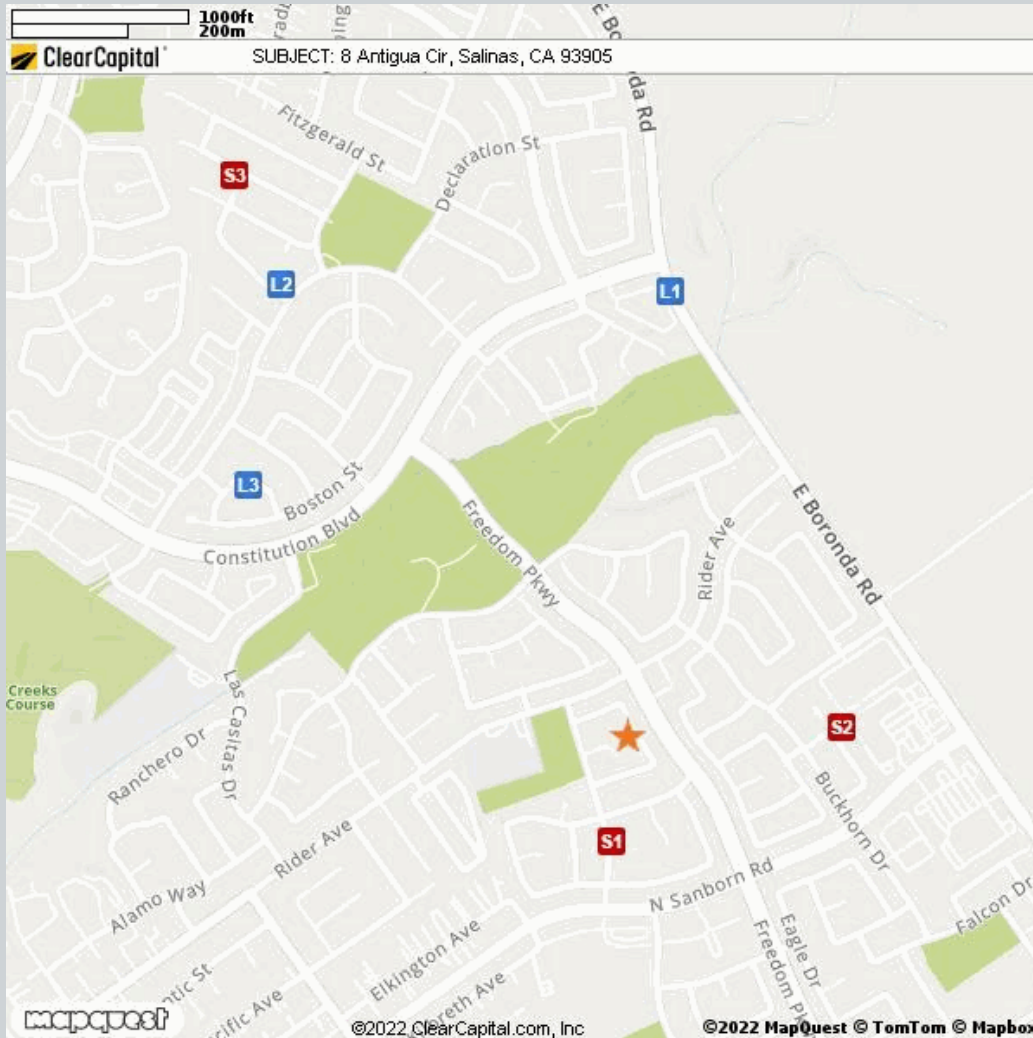 1000ft
200m
ClearCapital
SUBJECT: 8 Antigua Cir, Salinas, CA 93905
E Boronda Rd
Fitzgerald St
Declaration St
S3
L2
L1
L3
Boston St
Constitution Blvd
Freedom Pkwy
E Boronda Rd
Rider Ave
Creeks
Course
Las Casitas Dr
Ranchero Dr
S2
Buckhorn Dr
S1
Rider Ave
Alamo Way
N Sanborn Rd
Falcon Dr
Eagle Dr
Elkington Ave
Freedom
Ave
Ave
mapquest
©2022 ClearCapital.com, Inc
©2022 MapQuest © TomTom © Mapbox